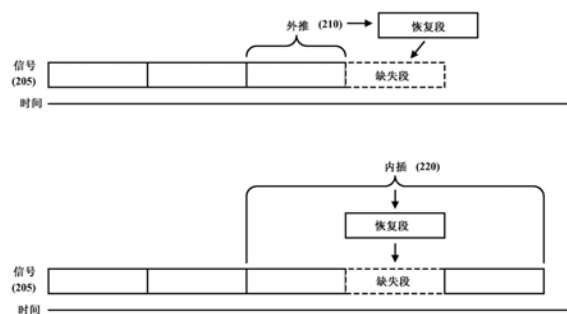 外推 (210)
恢复段
信号
(205)
缺失段
时间
内插 (220)
恢复段
信号
(205)
缺失段
时间